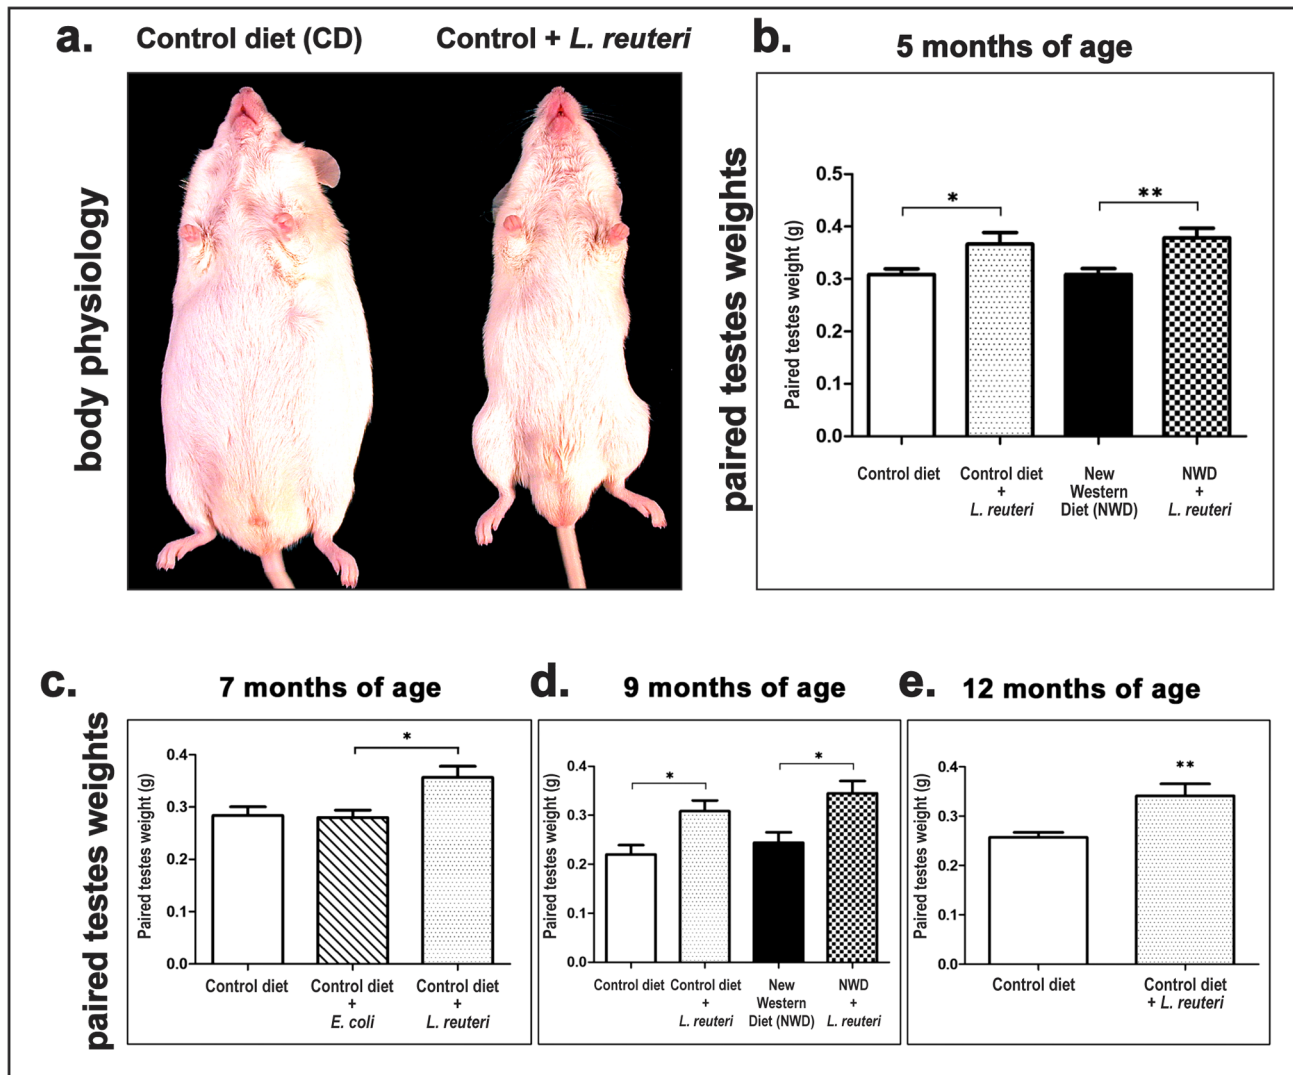 a.
Control diet (CD)
Control + L. reuteri
body physiology
b.
5 months of age
paired testes weights
Paired testes weight (g)
0.5
0.4
0.3
0.2
0.1
0.0
*
**
Control diet
Control diet
+
L. reuteri
New
Western
Diet (NWD)
NWD
+
L. reuteri
paired testes weights
c.
7 months of age
Paired testes weight (g)
0.4
0.3
0.2
0.1
0.0
*
Control diet
Control diet
+
E. coli
Control diet
+
L. reuteri
d.
9 months of age
Paired testes weight (g)
0.4
0.3
0.2
0.1
0.0
*
*
Control diet
Control diet
+
L. reuteri
New
Western
Diet (NWD)
NWD
+
L. reuteri
e.
12 months of age
Paired testes weight (g)
0.4
0.3
0.2
0.1
0.0
**
Control diet
Control diet
+ L. reuteri